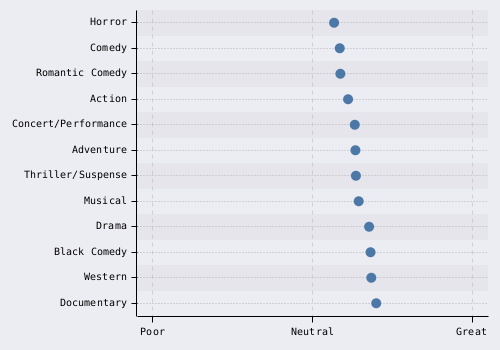 Horror
Comedy
Romantic Comedy
Action
Concert/Performance
Adventure
Thriller/Suspense
Musical
Drama
Black Comedy
Western
Documentary
Poor Neutral Great